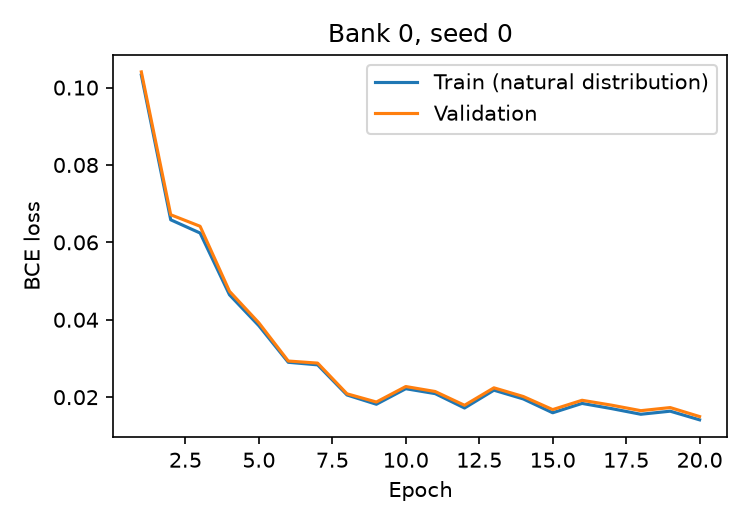 Bank 0, seed 0
Train (natural distribution)
Validation
BCE loss
0.10
0.08
0.06
0.04
0.02
2.5 5.0 7.5 10.0 12.5 15.0 17.5 20.0
Epoch